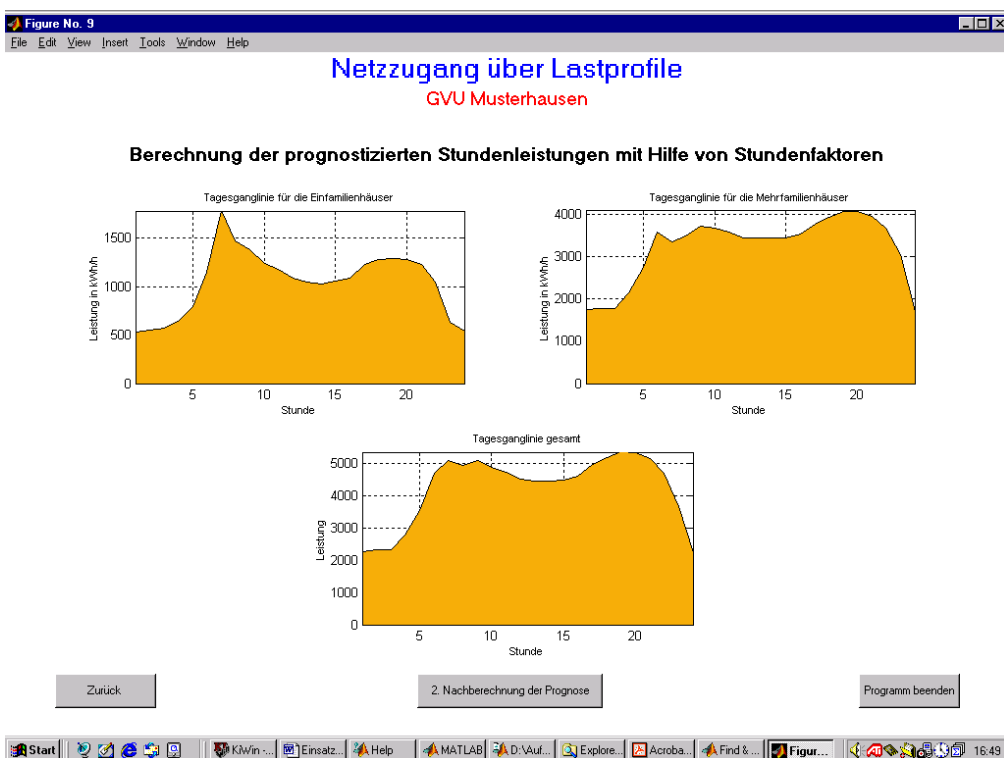 Figure No. 9
File Edit View Insert Tools Window Help
Netzzugang über Lastprofile
GVU Musterhausen
Berechnung der prognostizierten Stundenleistungen mit Hilfe von Stundenfaktoren
Tagesganglinie für die Einfamilienhäuser
Leistung in kWh/h
1500
1000
500
0
5 10 15 20
Stunde
Tagesganglinie für die Mehrfamilienhäuser
Leistung in kWh/h
4000
3000
2000
1000
0
5 10 15 20
Stunde
Tagesganglinie gesamt
Leistung
5000
4000
3000
2000
1000
0
5 10 15 20
Stunde
Zurück
2. Nachberechnung der Prognose
Programm beenden
Start KiWin -... Einsatz... Help MATLAB D:\Auf... Explore... Acroba... Find & ... Figur... 16:49